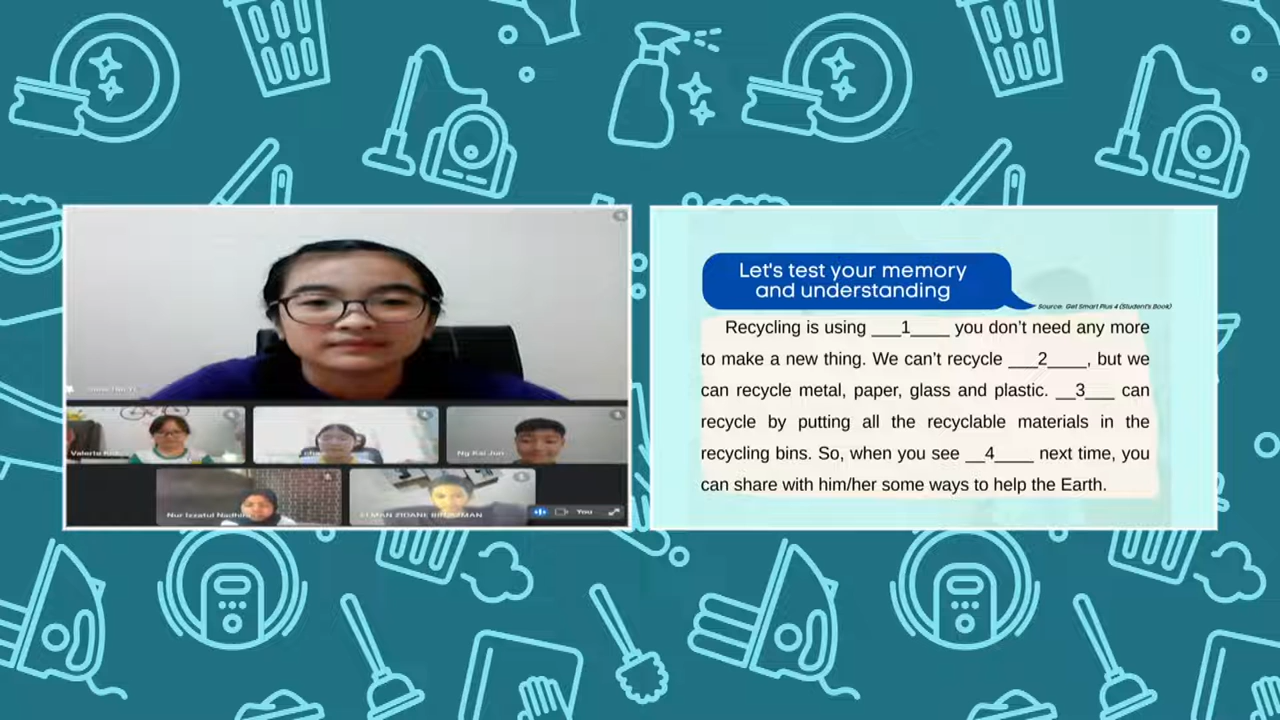 Ng Kai Jun
Nur Izzatul Nadhira
You
Let's test your memory
and understanding
Source: Get Smart Plus 4 (Student's Book)
Recycling is using ___1____ you don’t need any more
to make a new thing. We can’t recycle ___2____, but we
can recycle metal, paper, glass and plastic. __3___ can
recycle by putting all the recyclable materials in the
recycling bins. So, when you see __4____ next time, you
can share with him/her some ways to help the Earth.